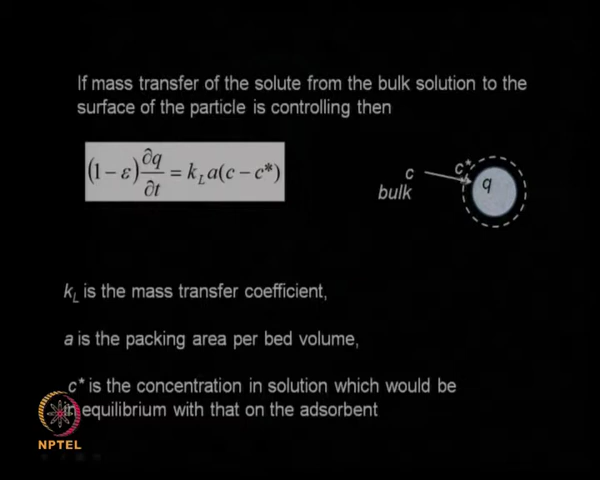 If mass transfer of the solute from the bulk solution to the
surface of the particle is controlling then
(1 − ε) ∂q/∂t = k_L a(c − c*)
c c*
bulk q
k_L is the mass transfer coefficient,
a is the packing area per bed volume,
c* is the concentration in solution which would be
in equilibrium with that on the adsorbent
NPTEL